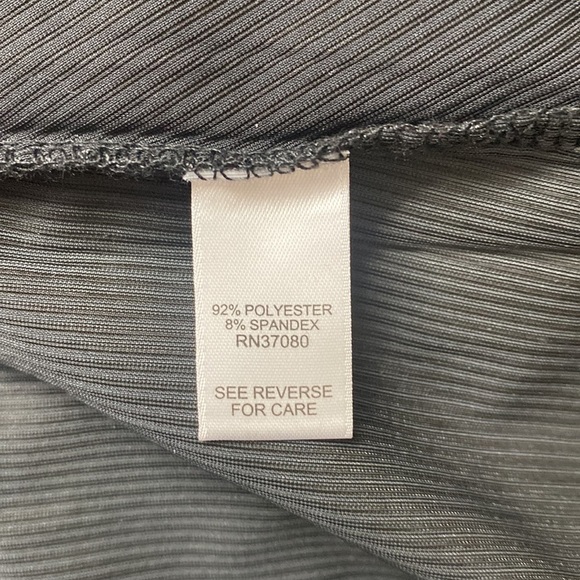 92% POLYESTER
8% SPANDEX
RN37080
SEE REVERSE
FOR CARE